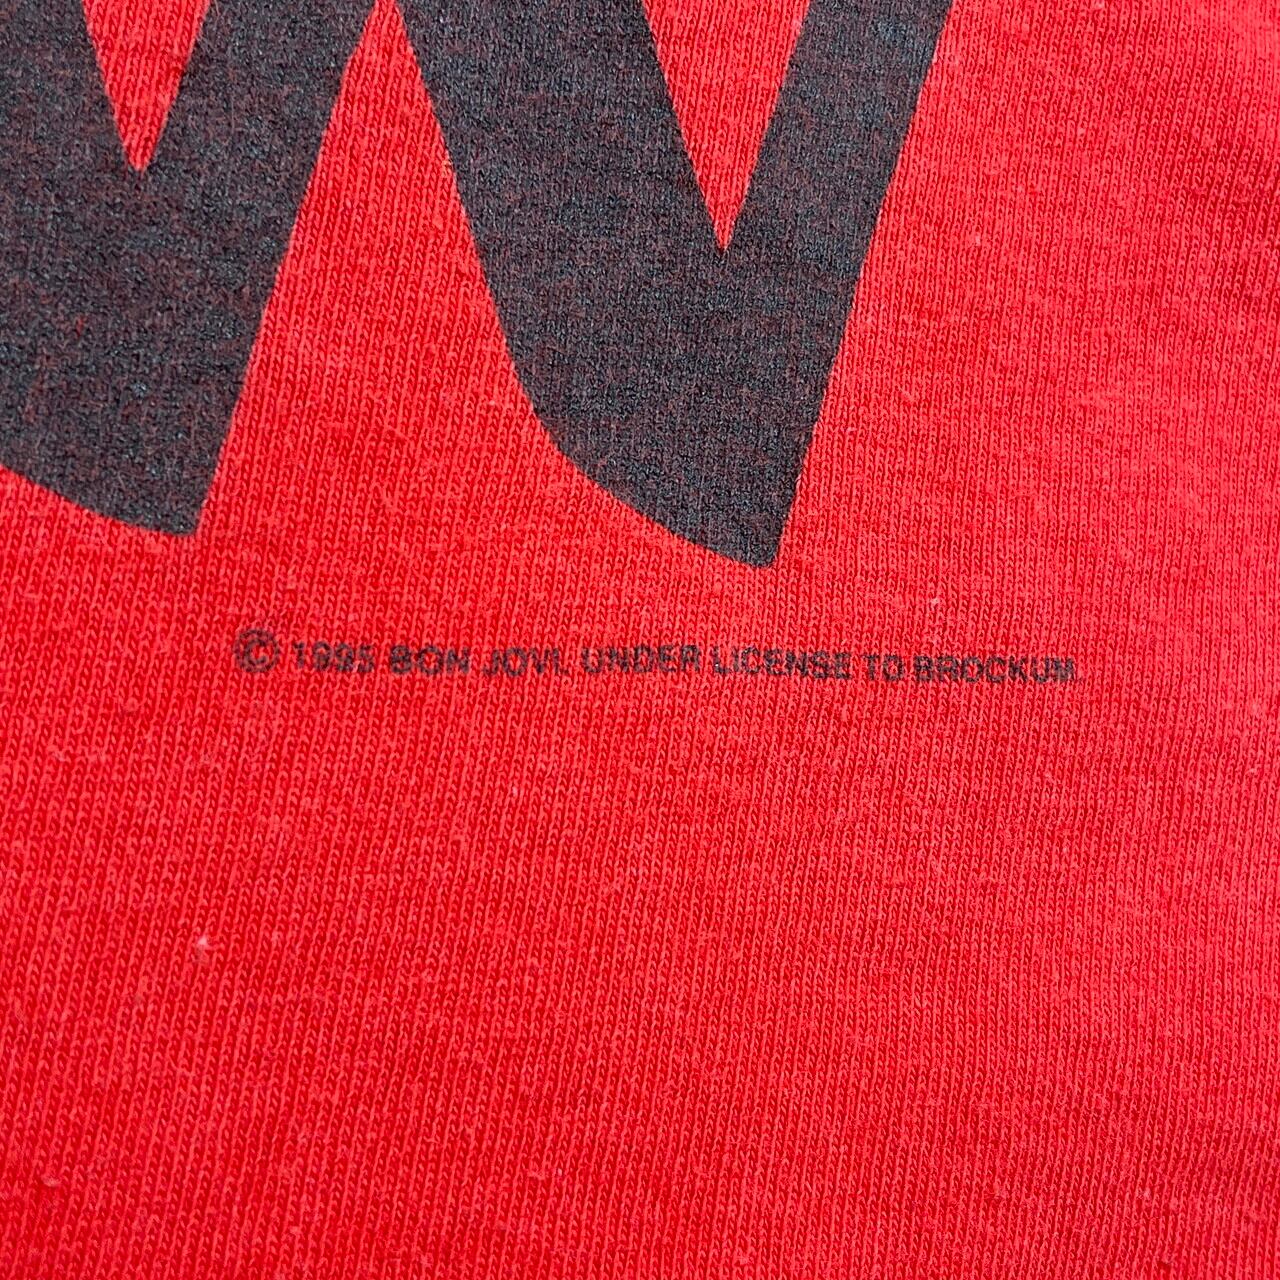 © 1995 BON JOVI. UNDER LICENSE TO BROCKUM.